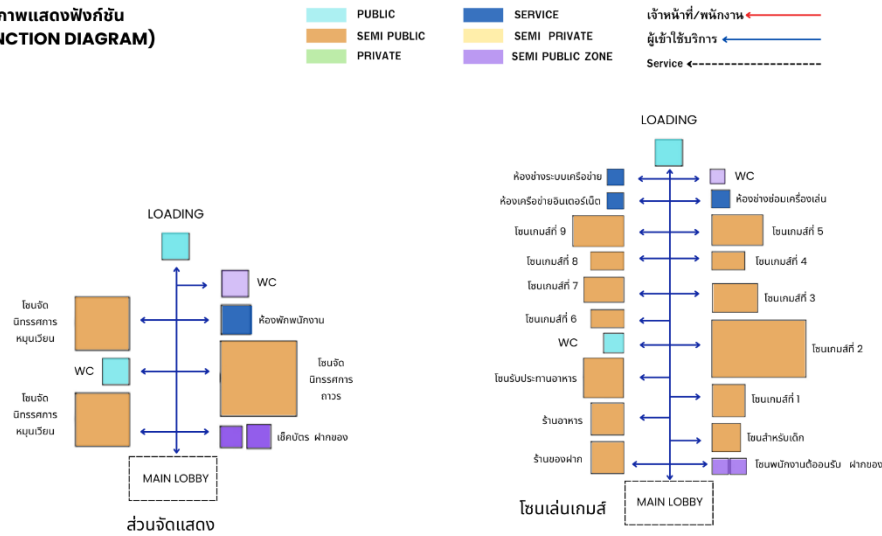 ภาพแสดงฟังก์ชัน
NCTION DIAGRAM)
PUBLIC
SEMI PUBLIC
PRIVATE
SERVICE
SEMI PRIVATE
SEMI PUBLIC ZONE
เจ้าหน้าที่/พนักงาน
ผู้เข้าใช้บริการ
Service
LOADING
WC
โซนจัด
นิทรรศการ
หมุนเวียน
ห้องพักพนักงาน
WC
โซนจัด
นิทรรศการ
ถาวร
โซนจัด
นิทรรศการ
หมุนเวียน
เช็คบัตร ฝากของ
MAIN LOBBY
ส่วนจัดแสดง
LOADING
ห้องช่างระบบเครือข่าย
WC
ห้องเครือข่ายอินเตอร์เน็ต
ห้องช่างซ่อมเครื่องเล่น
โซนเกมส์ที่ 9
โซนเกมส์ที่ 5
โซนเกมส์ที่ 8
โซนเกมส์ที่ 4
โซนเกมส์ที่ 7
โซนเกมส์ที่ 3
โซนเกมส์ที่ 6
WC
โซนเกมส์ที่ 2
โซนรับประทานอาหาร
โซนเกมส์ที่ 1
ร้านอาหาร
โซนสำหรับเด็ก
ร้านของฝาก
โซนพนักงานต้อนรับ ฝากของ
MAIN LOBBY
โซนเล่นเกมส์